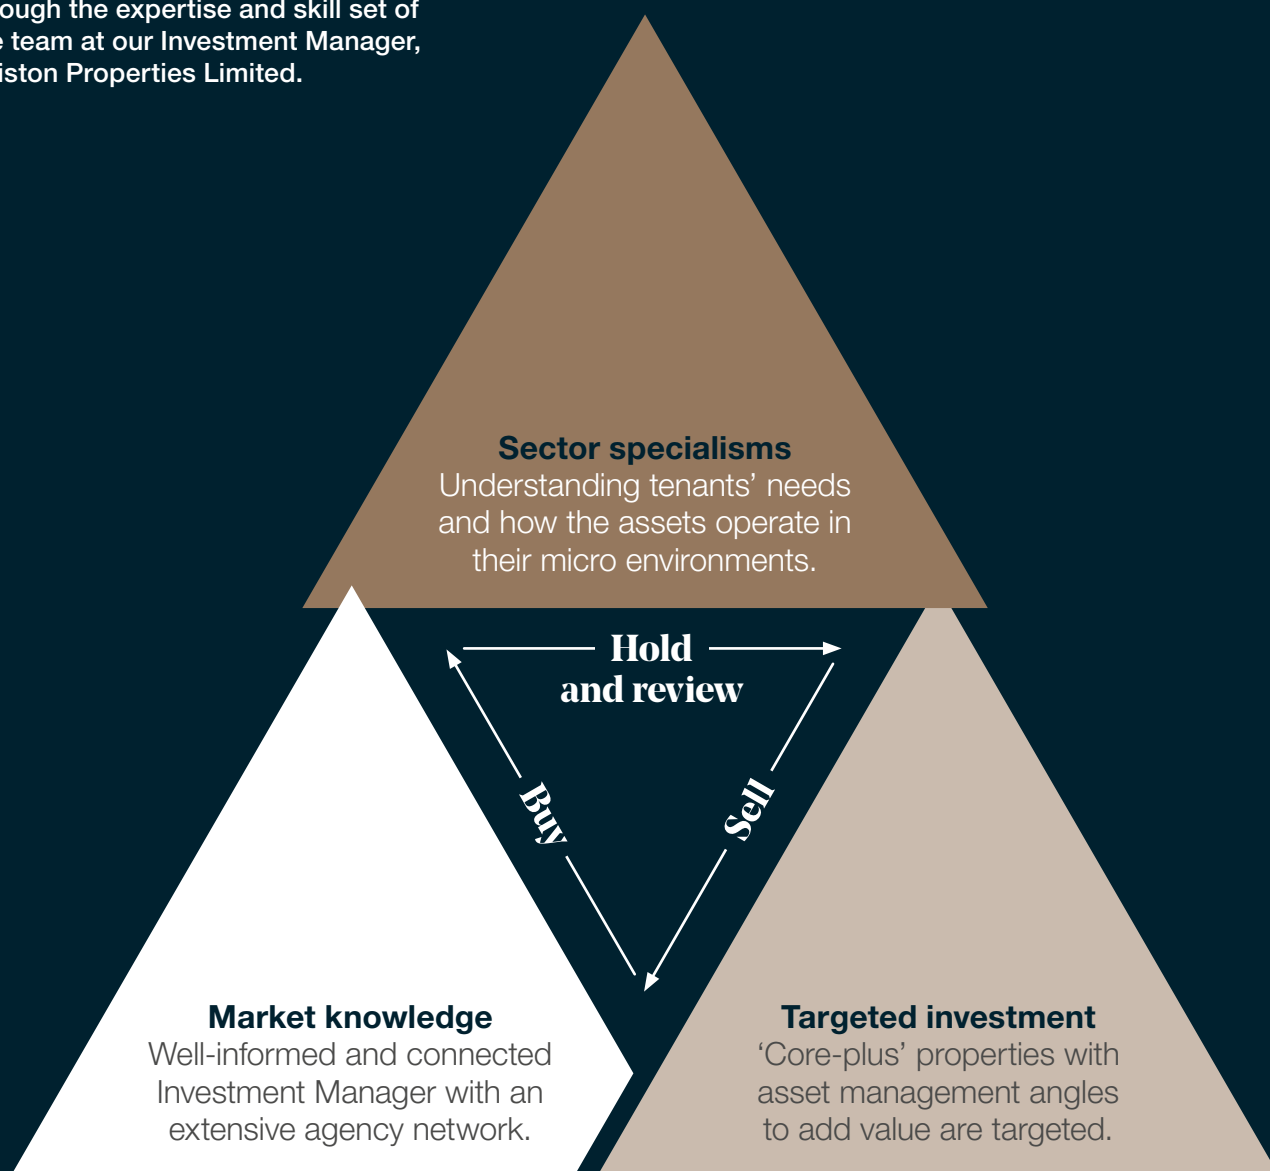 the expertise and skill set of
team at our Investment Manager,
Properties Limited.
Sector specialisms
Understanding tenants’ needs
and how the assets operate in
their micro environments.
Hold
and review
Buy
Sell
Market knowledge
Well-informed and connected
Investment Manager with an
extensive agency network.
Targeted investment
‘Core-plus’ properties with
asset management angles
to add value are targeted.